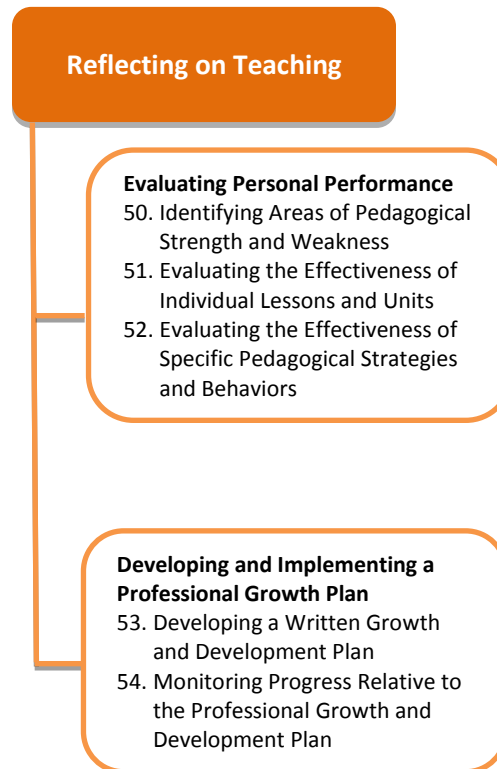 Reflecting on Teaching
Evaluating Personal Performance
50. Identifying Areas of Pedagogical
Strength and Weakness
51. Evaluating the Effectiveness of
Individual Lessons and Units
52. Evaluating the Effectiveness of
Specific Pedagogical Strategies
and Behaviors
Developing and Implementing a
Professional Growth Plan
53. Developing a Written Growth
and Development Plan
54. Monitoring Progress Relative to
the Professional Growth and
Development Plan